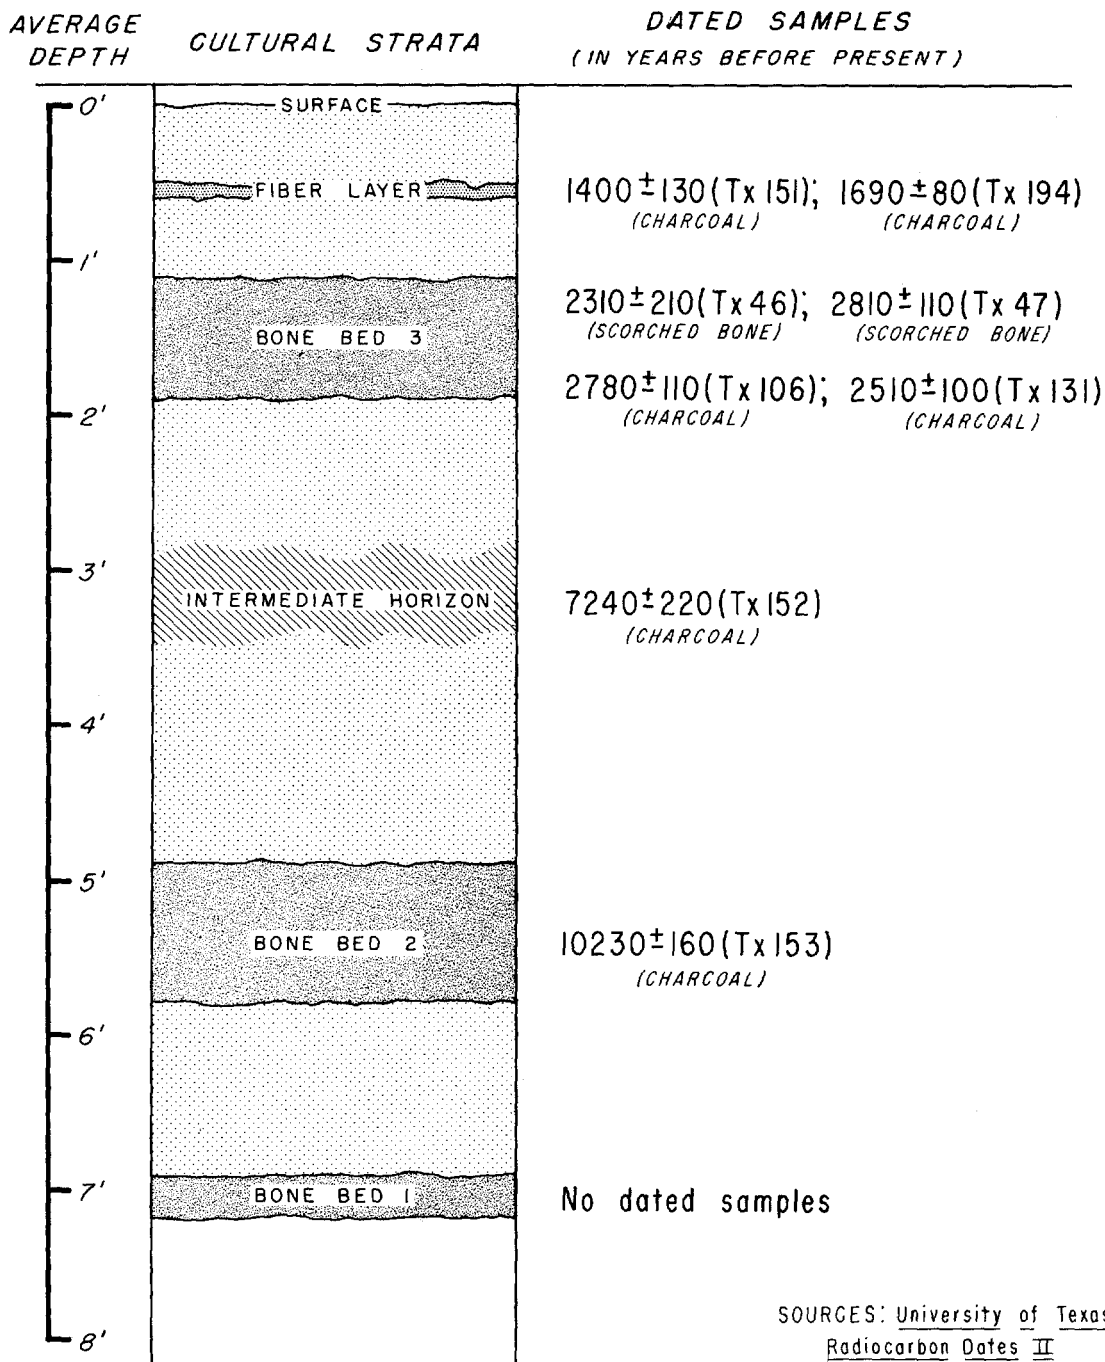 AVERAGE DEPTH
CULTURAL STRATA
DATED SAMPLES
(IN YEARS BEFORE PRESENT)
0'
SURFACE
FIBER LAYER
1400±130(Tx 151); 1690±80(Tx 194)
(CHARCOAL) (CHARCOAL)
1'
2310±210(Tx 46); 2810±110(Tx 47)
(SCORCHED BONE) (SCORCHED BONE)
BONE BED 3
2780±110(Tx 106); 2510±100(Tx 131)
(CHARCOAL) (CHARCOAL)
2'
3'
INTERMEDIATE HORIZON
7240±220(Tx 152)
(CHARCOAL)
4'
5'
BONE BED 2
10230±160(Tx 153)
(CHARCOAL)
6'
7'
BONE BED 1
No dated samples
8'
SOURCES: University of Texas
Radiocarbon Dates II